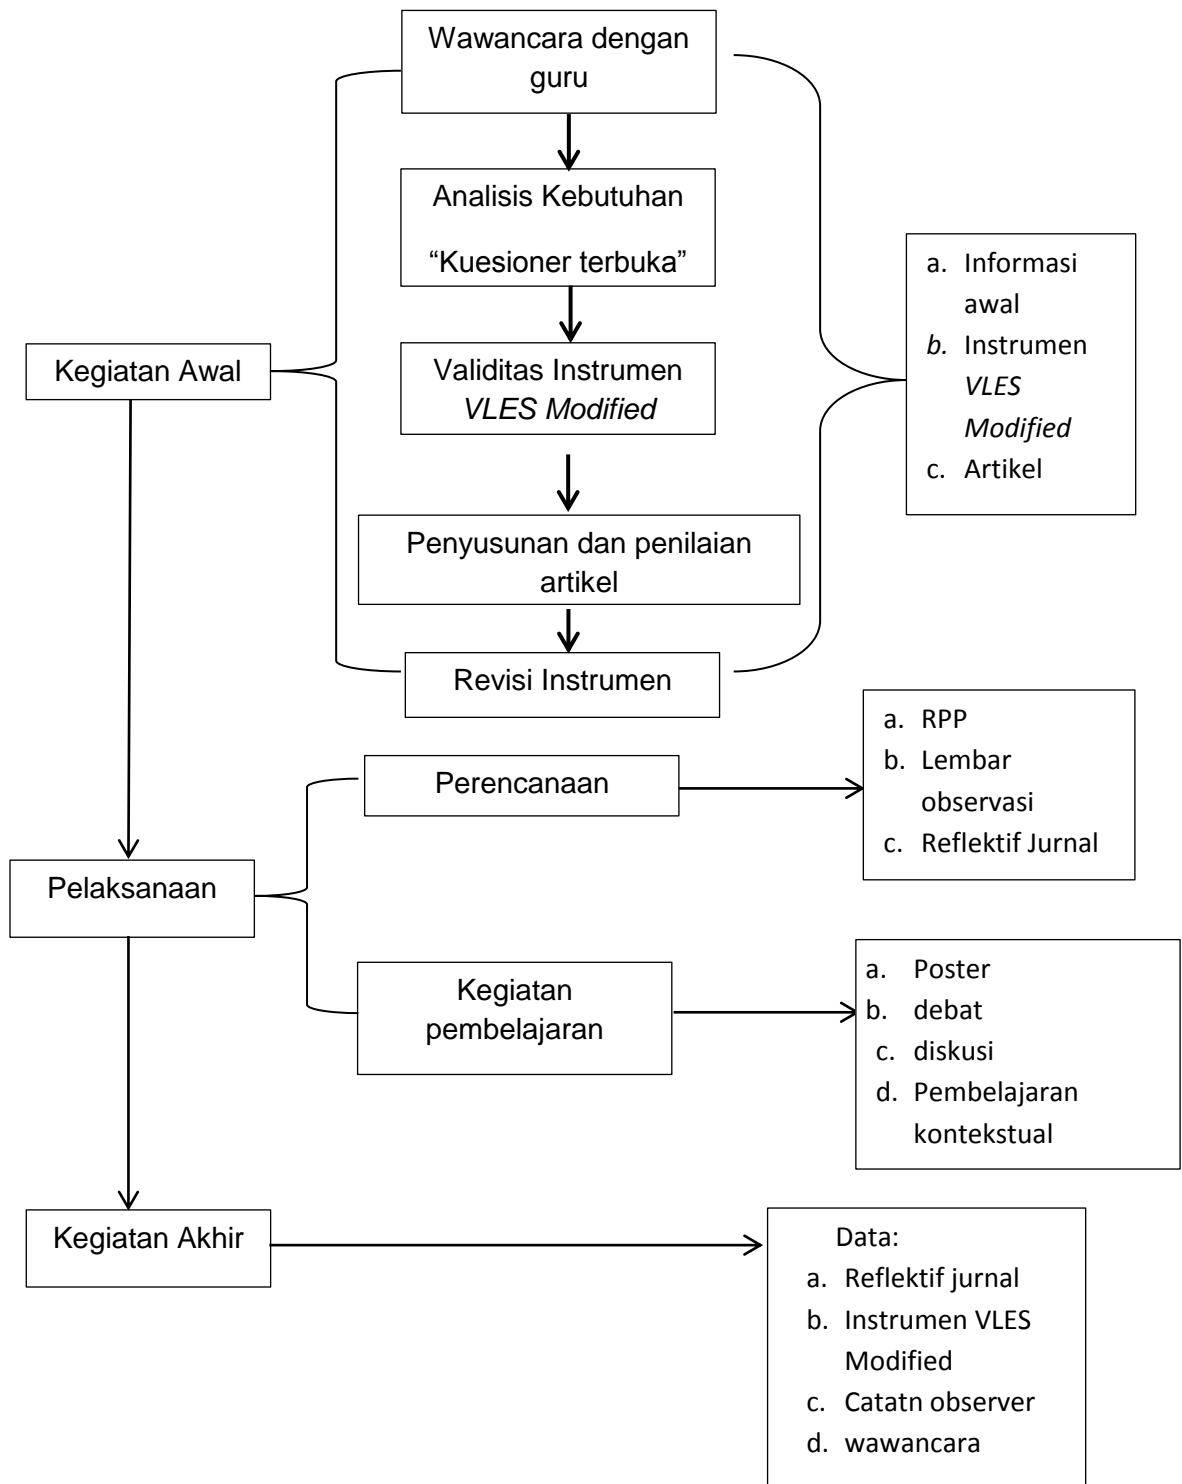 Wawancara dengan
guru
Analisis Kebutuhan
“Kuesioner terbuka”
Kegiatan Awal
Validitas Instrumen
VLES Modified
a. Informasi
awal
b. Instrumen
VLES
Modified
c. Artikel
Penyusunan dan penilaian
artikel
Revisi Instrumen
Pelaksanaan
Perencanaan
a. RPP
b. Lembar
observasi
c. Reflektif Jurnal
Kegiatan
pembelajaran
a. Poster
b. debat
c. diskusi
d. Pembelajaran
kontekstual
Kegiatan Akhir
Data:
a. Reflektif jurnal
b. Instrumen VLES
Modified
c. Catatn observer
d. wawancara